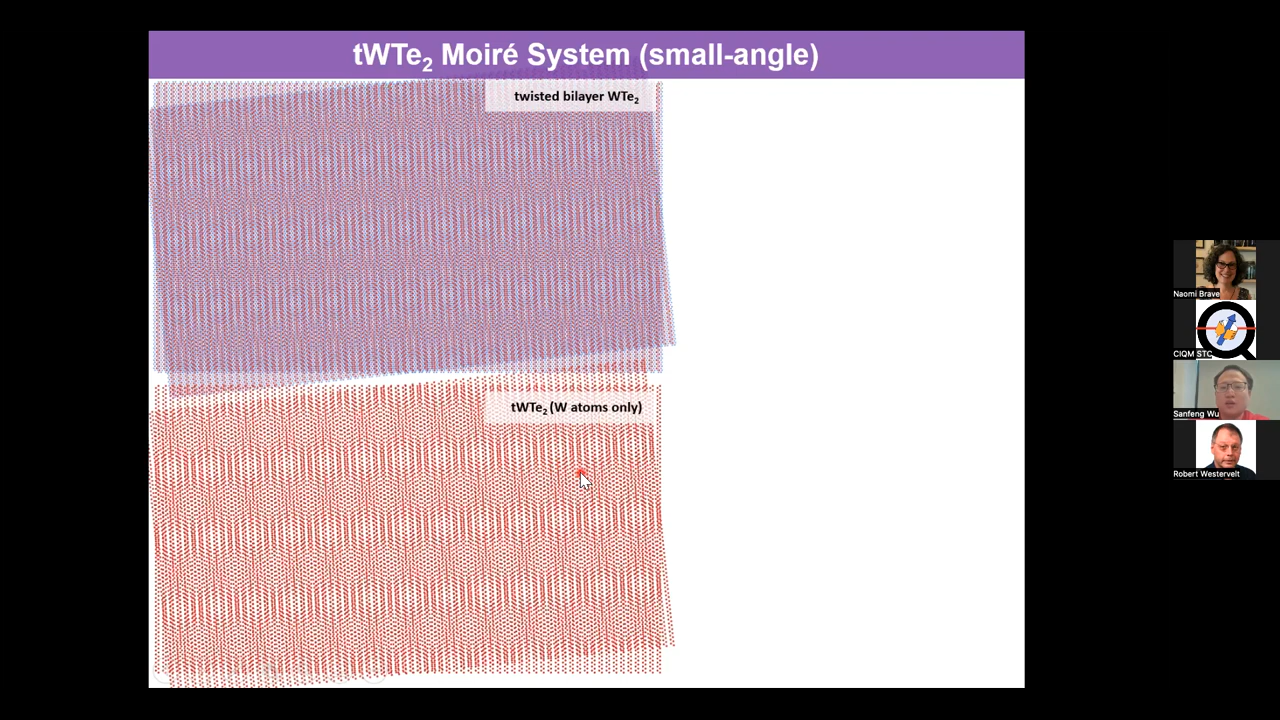 tWTe₂ Moiré System (small-angle)
twisted bilayer WTe₂
tWTe₂ (W atoms only)
Naomi Brave
CIQM STC
Sanfeng Wu
Robert Westervelt